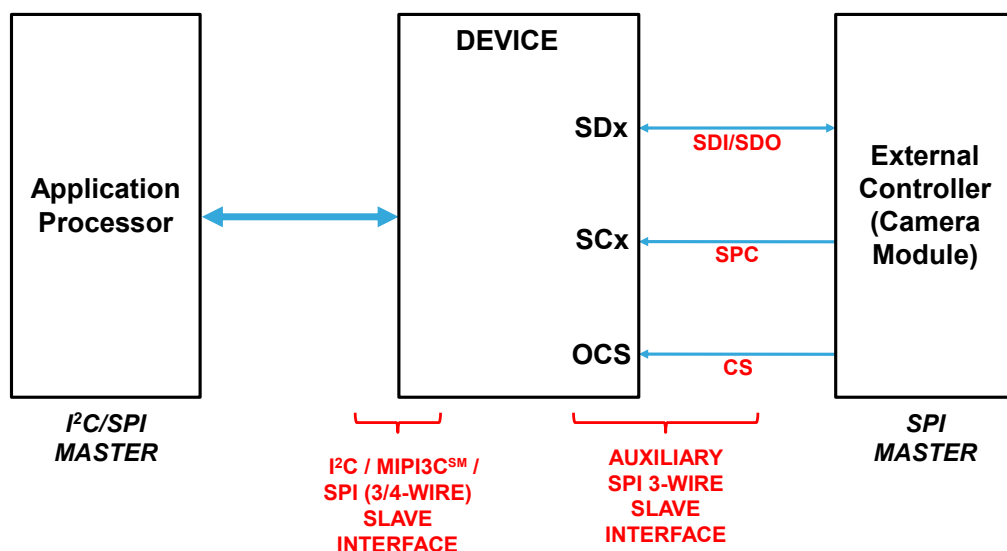 DEVICE
Application
Processor
SDx
SDI/SDO
SCx
SPC
OCS
CS
External
Controller
(Camera
Module)
I²C/SPI
MASTER
I²C / MIPI3Cˢᴹ /
SPI (3/4-WIRE)
SLAVE
INTERFACE
AUXILIARY
SPI 3-WIRE
SLAVE
INTERFACE
SPI
MASTER